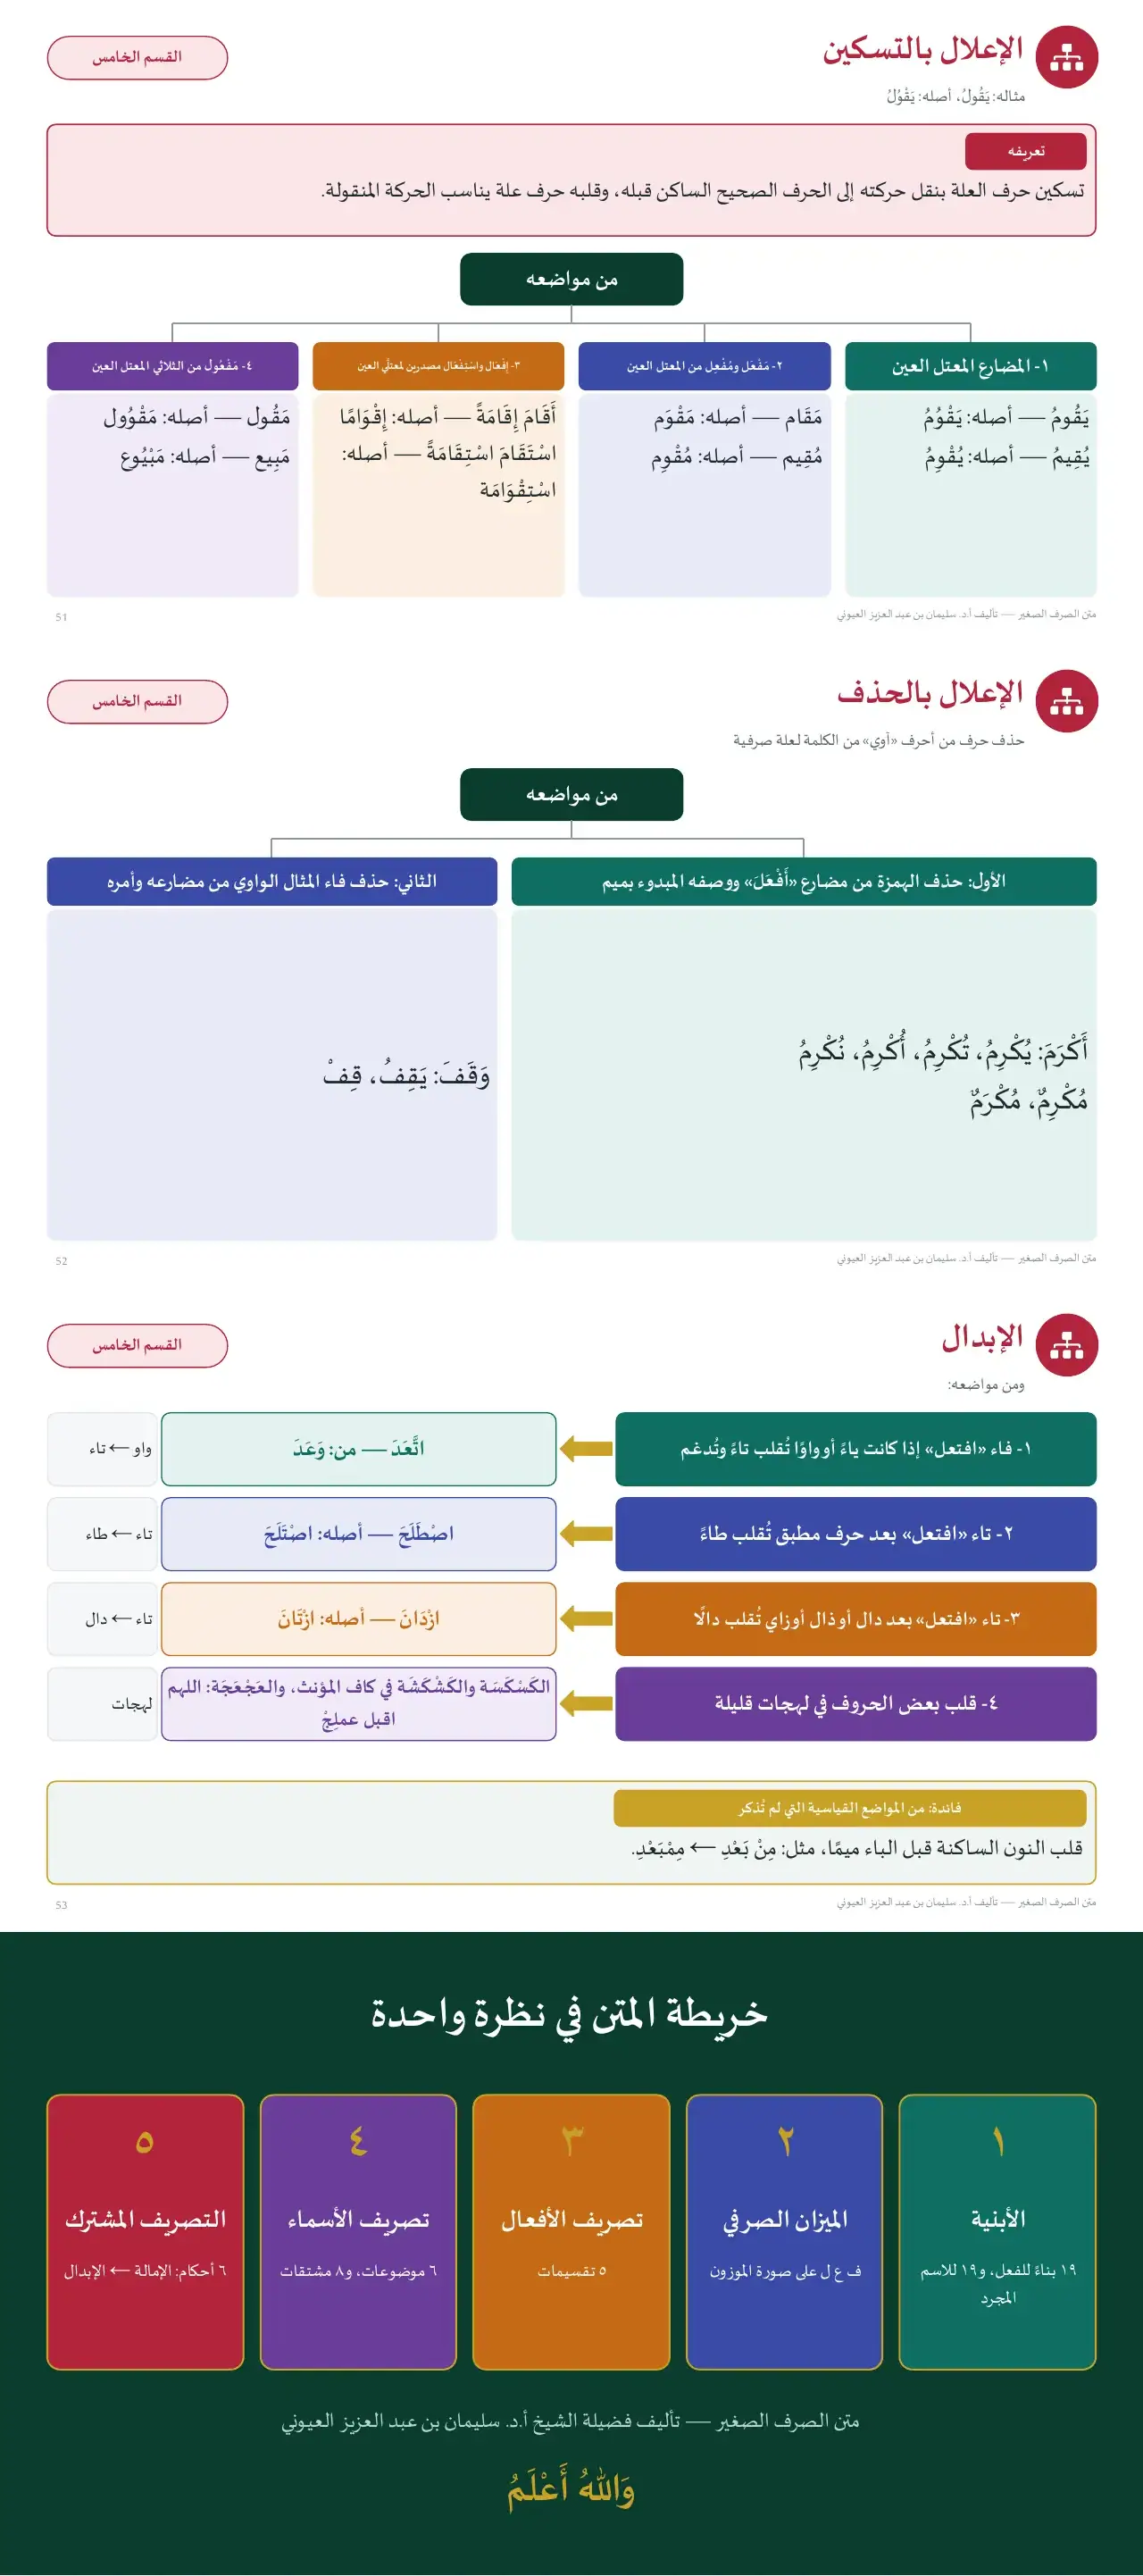 الإعلال بالتسكين
القسم الخامس
مثاله: يَقُولُ، أصله: يَقْوُلُ
تعريفه
تسكين حرف العلة بنقل حركته إلى الحرف الصحيح الساكن قبله، وقلبه حرف علة يناسب الحركة المنقولة.
من مواضعه
١- المضارع المعتل العين
يَقُومُ — أصله: يَقْوُمُ
يُقِيمُ — أصله: يُقْوِمُ
٢- مَفْعَل ومُفْعِل من المعتل العين
مَقَام — أصله: مَقْوَم
مُقِيم — أصله: مُقْوِم
٣- إفْعَال واسْتِفْعَال مصدرين لمعتلّي العين
أَقَامَ إِقَامَةً — أصله: إِقْوَامًا
اسْتَقَامَ اسْتِقَامَةً — أصله:
اسْتِقْوَامَة
٤- مَفْعُول من الثلاثي المعتل العين
مَقُول — أصله: مَقْوُول
مَبِيع — أصله: مَبْيُوع
متن الصرف الصغير — تأليف أ.د. سليمان بن عبد العزيز العيوني
51
الإعلال بالحذف
القسم الخامس
حذف حرف من أحرف «آوي» من الكلمة لعلة صرفية
من مواضعه
الأول: حذف الهمزة من مضارع «أَفْعَلَ» ووصفه المبدوء بميم
أَكْرَمَ: يُكْرِمُ، تُكْرِمُ، أُكْرِمُ، نُكْرِمُ
مُكْرِمٌ، مُكْرَمٌ
الثاني: حذف فاء المثال الواوي من مضارعه وأمره
وَقَفَ: يَقِفُ، قِفْ
متن الصرف الصغير — تأليف أ.د. سليمان بن عبد العزيز العيوني
52
الإبدال
القسم الخامس
ومن مواضعه:
١- فاء «افتعل» إذا كانت ياءً أو واوًا تُقلب تاءً وتُدغم
اتَّعَدَ — من: وَعَدَ
واو ← تاء
٢- تاء «افتعل» بعد حرف مطبق تُقلب طاءً
اصْطَلَحَ — أصله: اصْتَلَحَ
تاء ← طاء
٣- تاء «افتعل» بعد دال أو ذال أو زاي تُقلب دالًا
ازْدَانَ — أصله: ازْتَانَ
تاء ← دال
٤- قلب بعض الحروف في لهجات قليلة
الكَسْكَسَة والكَشْكَشَة في كاف المؤنث، والعَجْعَجَة: اللهم
اقبل عملِجْ
لهجات
فائدة: من المواضع القياسية التي لم تُذكر
قلب النون الساكنة قبل الباء ميمًا، مثل: مِنْ بَعْدِ ← مِمْبَعْدِ.
متن الصرف الصغير — تأليف أ.د. سليمان بن عبد العزيز العيوني
53
خريطة المتن في نظرة واحدة
١
الأبنية
١٩ بناءً للفعل، و١٩ للاسم
المجرد
٢
الميزان الصرفي
ف ع ل على صورة الموزون
٣
تصريف الأفعال
٥ تقسيمات
٤
تصريف الأسماء
٦ موضوعات، و٨ مشتقات
٥
التصريف المشترك
٦ أحكام: الإمالة ← الإبدال
متن الصرف الصغير — تأليف فضيلة الشيخ أ.د. سليمان بن عبد العزيز العيوني
وَاللهُ أَعْلَمُ